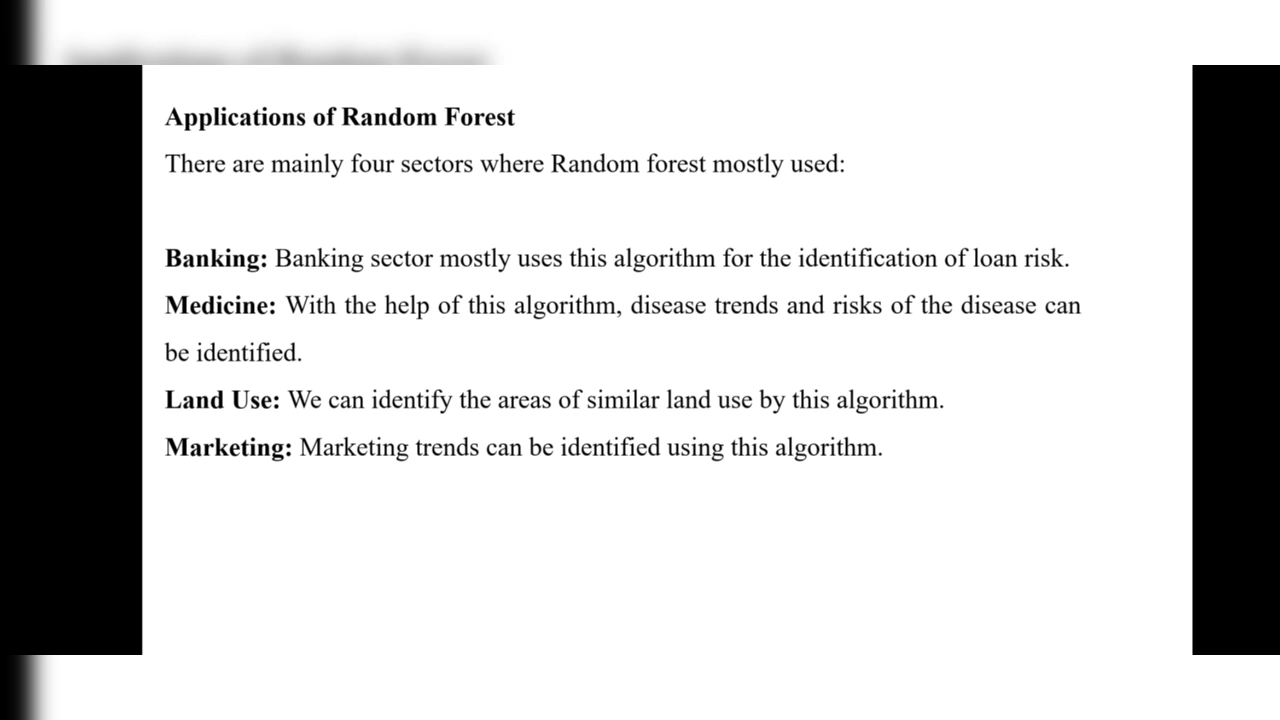 Applications of Random Forest
There are mainly four sectors where Random forest mostly used:
Banking: Banking sector mostly uses this algorithm for the identification of loan risk.
Medicine: With the help of this algorithm, disease trends and risks of the disease can
be identified.
Land Use: We can identify the areas of similar land use by this algorithm.
Marketing: Marketing trends can be identified using this algorithm.